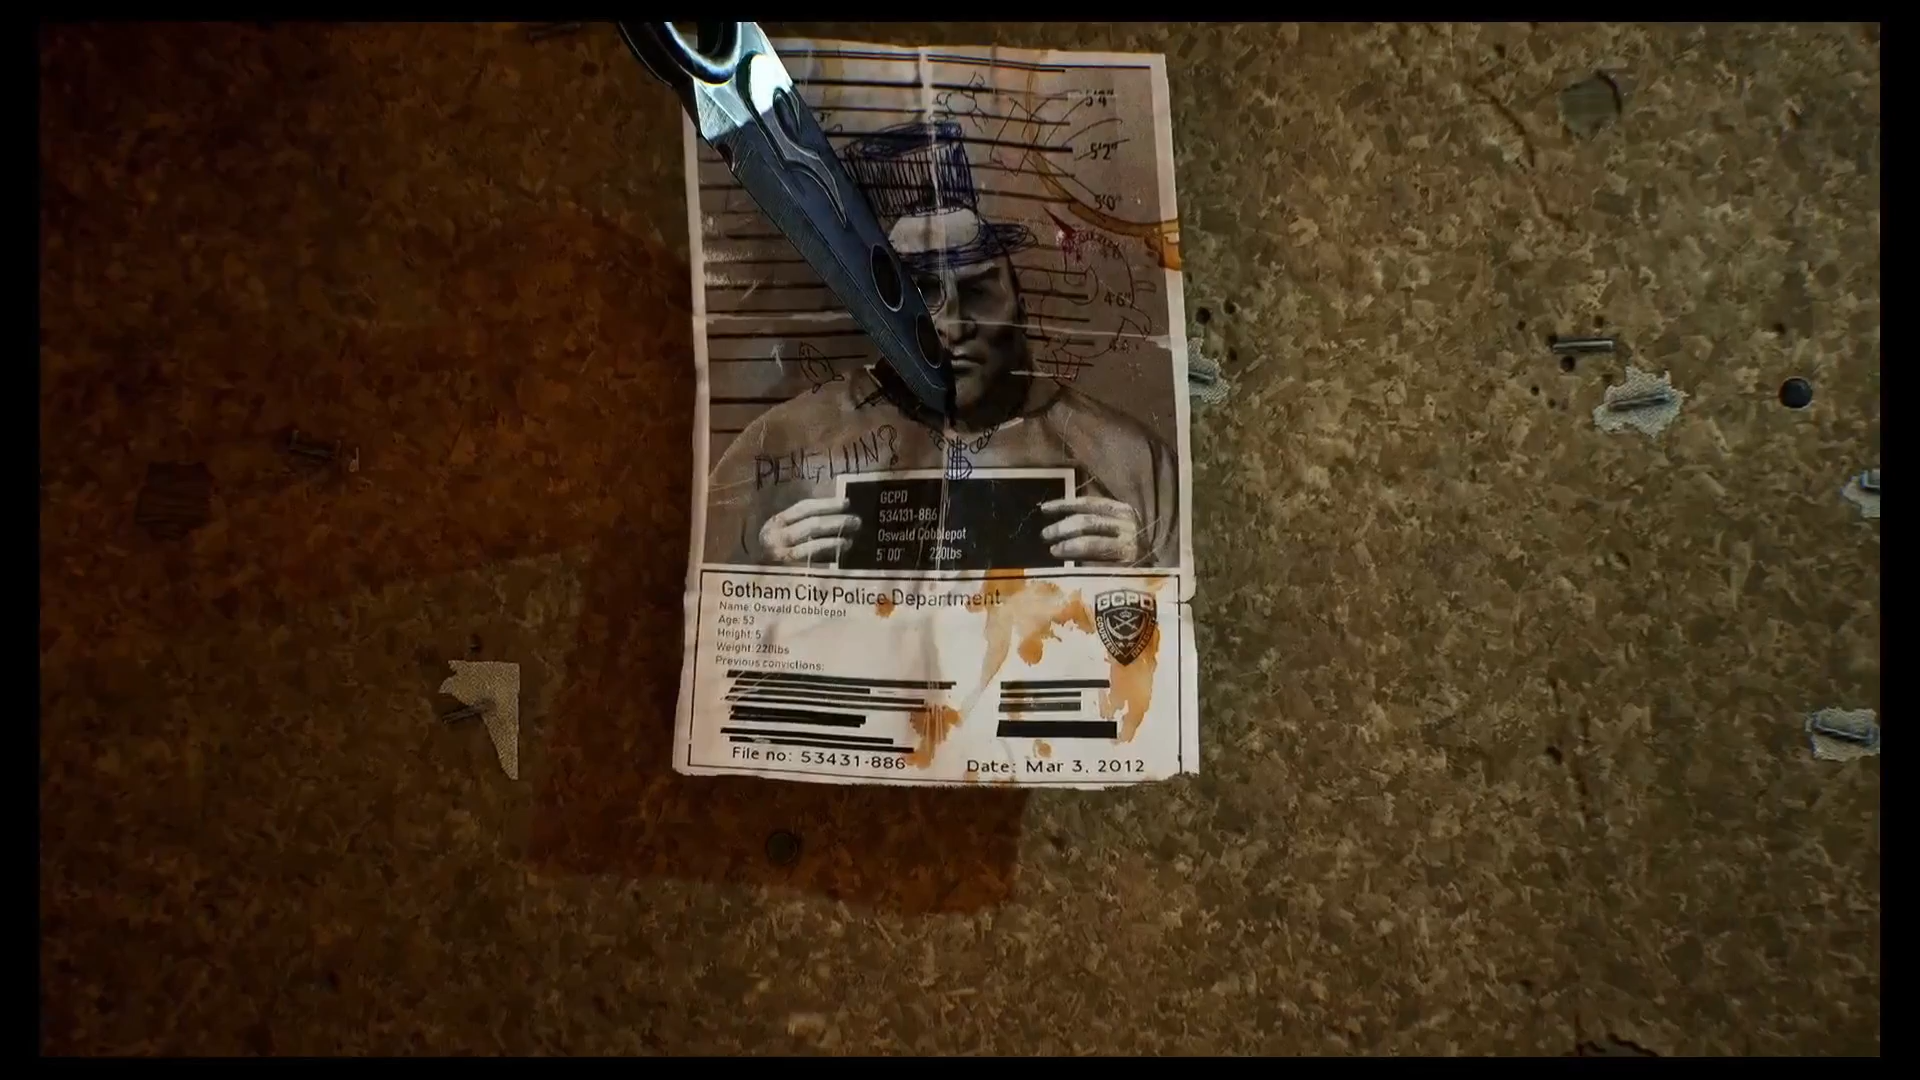 5'4"
5'2"
5'0"
4'6"
PENGUIN?
$
GCPD
534131-886
Oswald Cobblepot
5' 00" 220lbs
Gotham City Police Department
Name: Oswald Cobblepot
Age: 53
Height: 5
Weight: 220lbs
Previous convictions:
GCPD
COURTESY
File no: 53431-886
Date: Mar 3, 2012